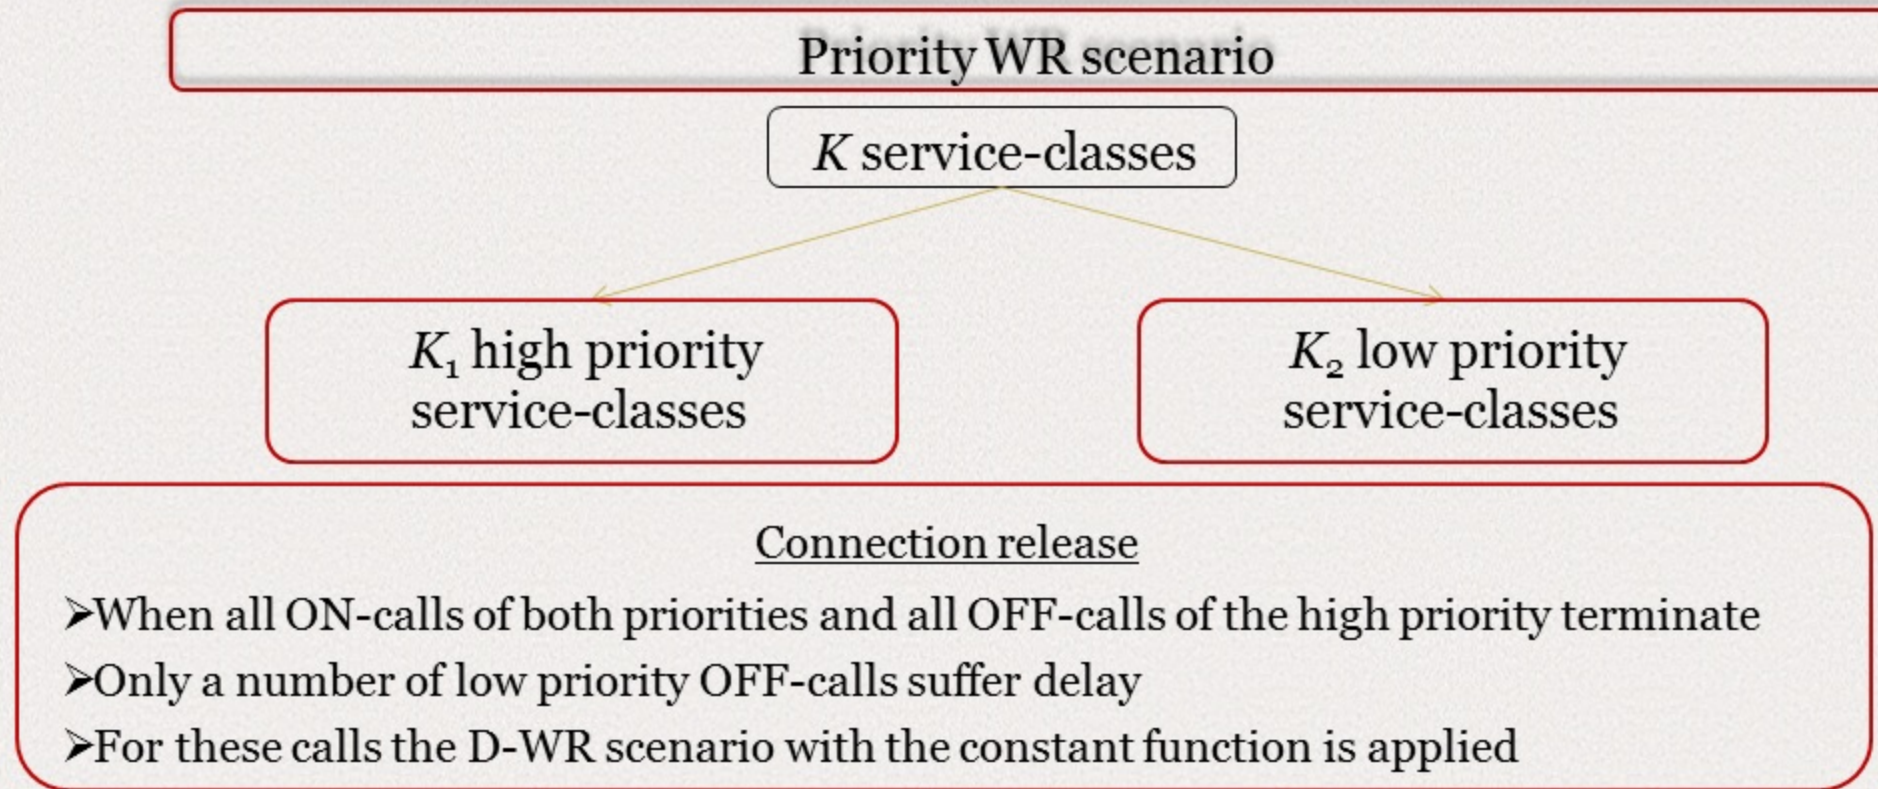 Priority WR scenario
K service-classes
K₁ high priority
service-classes
K₂ low priority
service-classes
Connection release
➢When all ON-calls of both priorities and all OFF-calls of the high priority terminate
➢Only a number of low priority OFF-calls suffer delay
➢For these calls the D-WR scenario with the constant function is applied